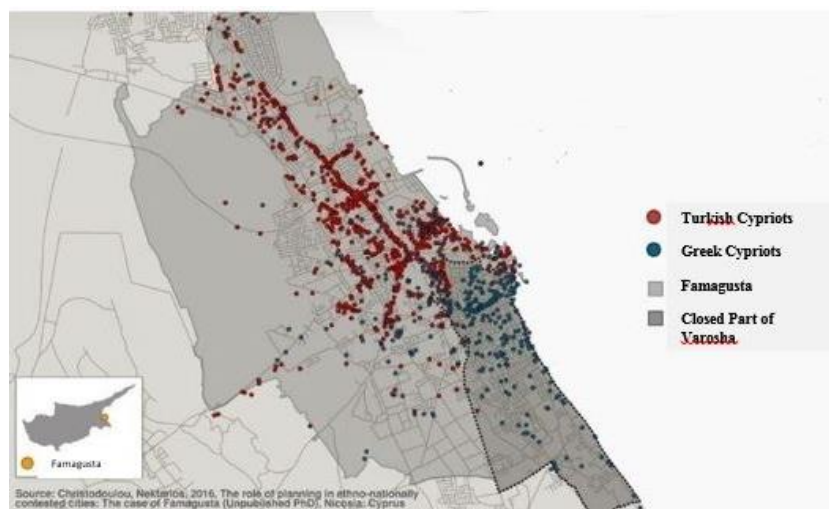 Turkish Cypriots
Greek Cypriots
Famagusta
Closed Part of
Varosha
Famagusta
Source: Christodoulou, Nektarios, 2016, The role of planning in ethno-nationally
contested cities: The case of Famagusta (Unpublished PhD), Nicosia: Cyprus